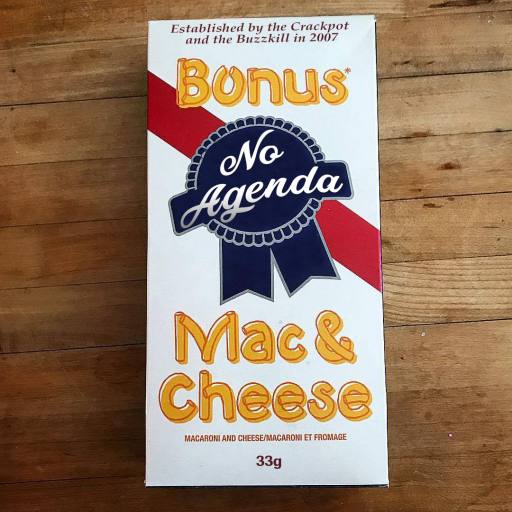 Established by the Crackpot
and the Buzzkill in 2007
Bonus*
No
Agenda
Mac &
Cheese
MACARONI AND CHEESE/MACARONI ET FROMAGE
33g